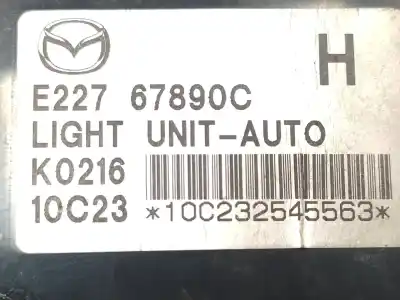 H
E227 67890C
LIGHT UNIT-AUTO
K0216
10C23 *10C232545563*